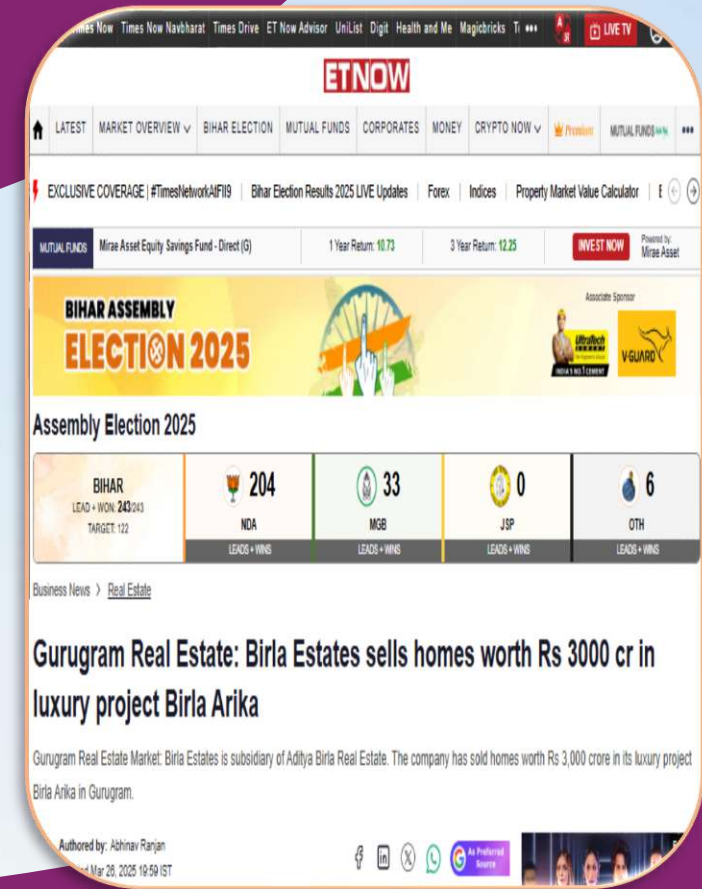 Times Now Times Now Navbharat Times Drive ET Now Advisor UniList Digit Health and Me Magicbricks Ti ••• LIVE TV
ETNOW
LATEST MARKET OVERVIEW BIHAR ELECTION MUTUAL FUNDS CORPORATES MONEY CRYPTO NOW Premium MUTUAL FUNDS •••
EXCLUSIVE COVERAGE | #TimesNetworkAtFII9 | Bihar Election Results 2025 LIVE Updates | Forex | Indices | Property Market Value Calculator |
MUTUAL FUNDS Mirae Asset Equity Savings Fund - Direct (G) 1 Year Return: 10.73 3 Year Return: 12.25 INVEST NOW Powered by: Mirae Asset
Associate Sponsor
BIHAR ASSEMBLY
ELECTION 2025
UltraTech
CEMENT
INDIA'S NO.1 CEMENT
V-GUARD
Assembly Election 2025
BIHAR
LEAD + WON: 243/243
TARGET: 122
204
NDA
LEADS + WINS
33
MGB
LEADS + WINS
0
JSP
LEADS + WINS
6
OTH
LEADS + WINS
Business News > Real Estate
Gurugram Real Estate: Birla Estates sells homes worth Rs 3000 cr in
luxury project Birla Arika
Gurugram Real Estate Market: Birla Estates is subsidiary of Aditya Birla Real Estate. The company has sold homes worth Rs 3,000 crore in its luxury project
Birla Arika in Gurugram.
Authored by: Abhinav Ranjan
Mar 26, 2025 19:59 IST
As Preferred
Source